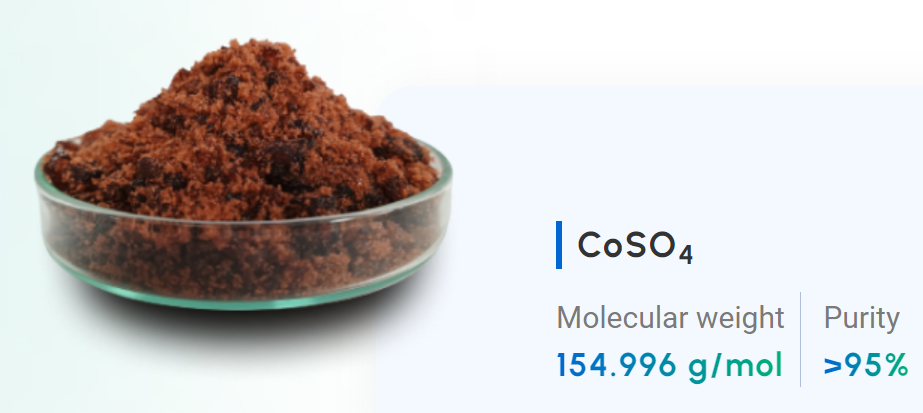 CoSO₄
Molecular weight
Purity
154.996 g/mol
>95%